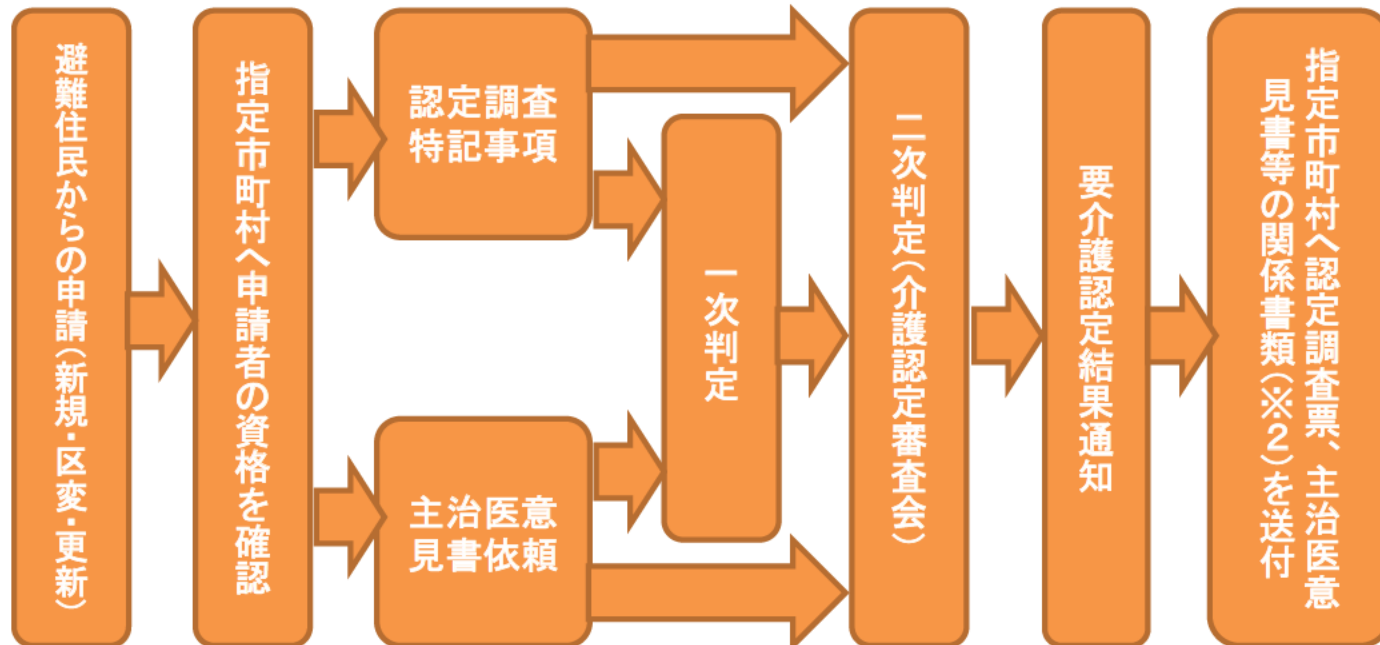 避難住民からの申請（新規・区変・更新）
指定市町村へ申請者の資格を確認
認定調査
特記事項
主治医意
見書依頼
一次判定
二次判定（介護認定審査会）
要介護認定結果通知
指定市町村へ認定調査票、主治医意
見書等の関係書類（※２）を送付